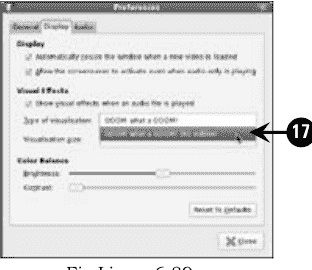 Preferences
General Display Audio
Display
Automatically resize the window when a new video is loaded
Allow the screensaver to activate even when audio only is playing
Visual Effects
Show visual effects when an audio file is played
Type of visualisation: GOOM: what a GOOM!
Visualisation size:
17
Color Balance
Brightness:
Contrast:
Reset to Defaults
Close